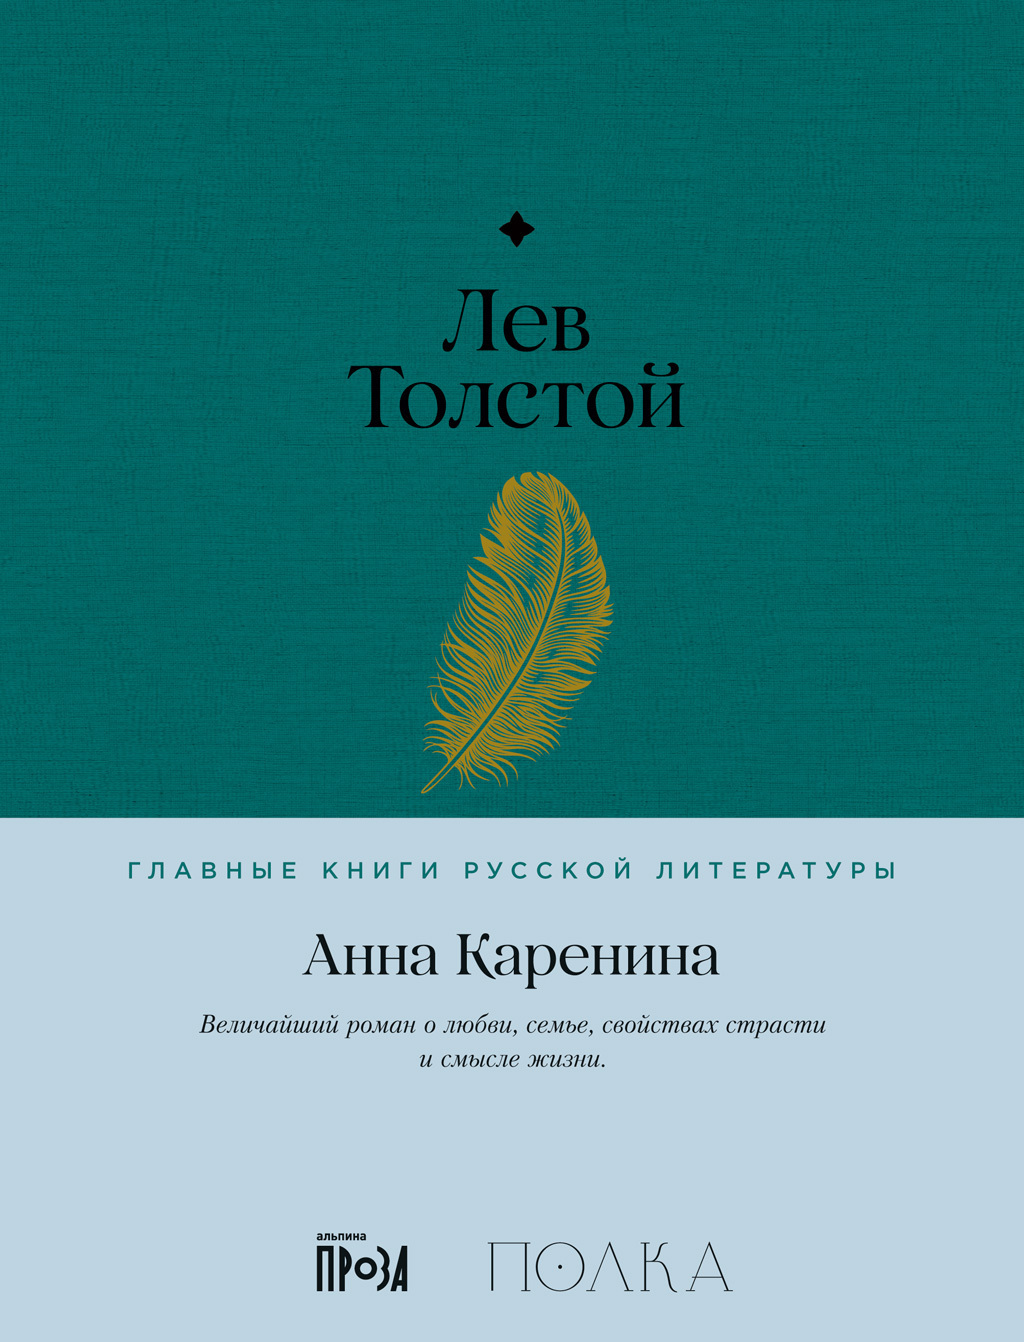 Лев
Толстой
ГЛАВНЫЕ КНИГИ РУССКОЙ ЛИТЕРАТУРЫ
Анна Каренина
Величайший роман о любви, семье, свойствах страсти
и смысле жизни.
альпина
ПРОЗА
ПОЛКА